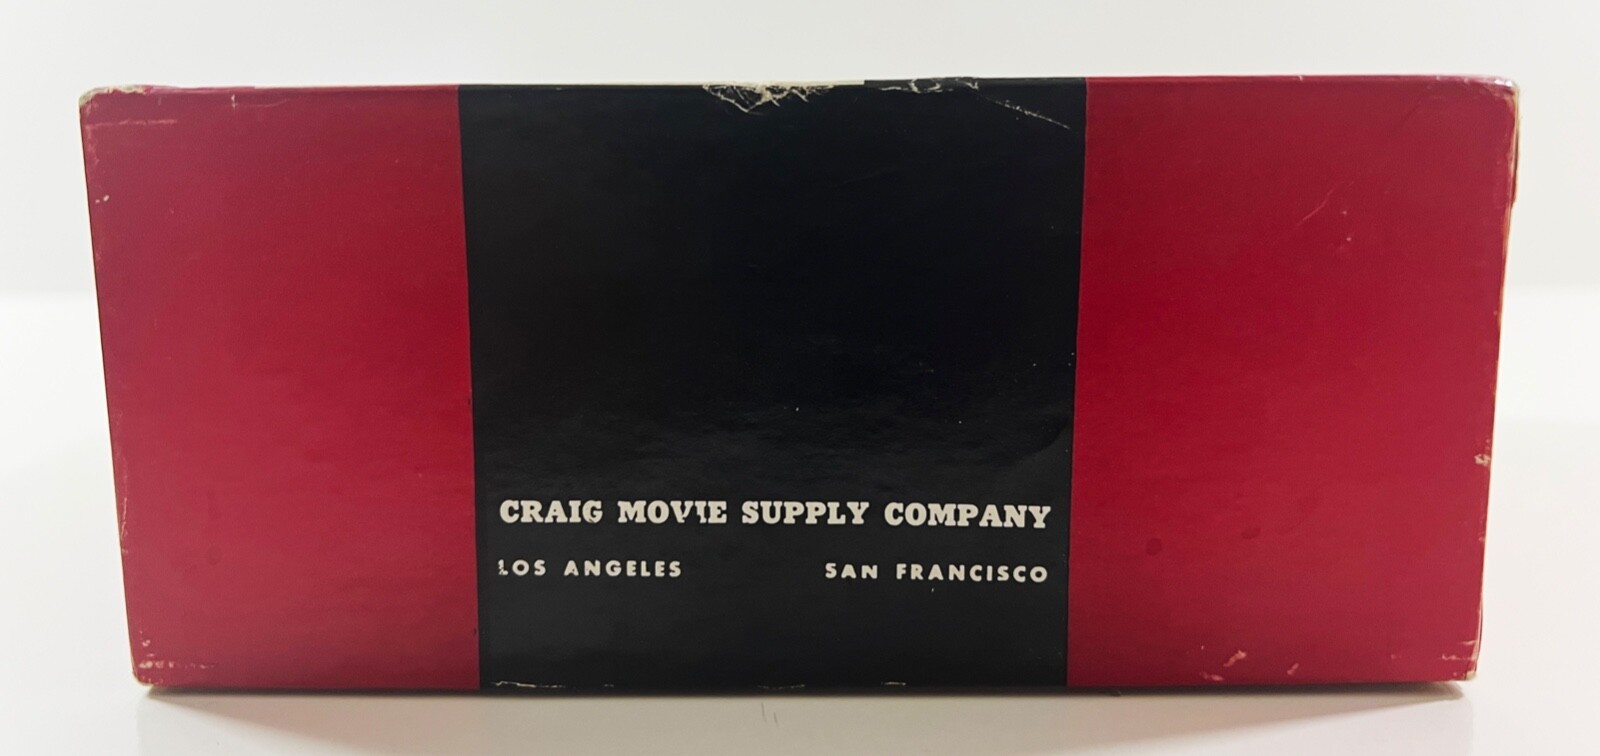 CRAIG MOVIE SUPPLY COMPANY
LOS ANGELES SAN FRANCISCO